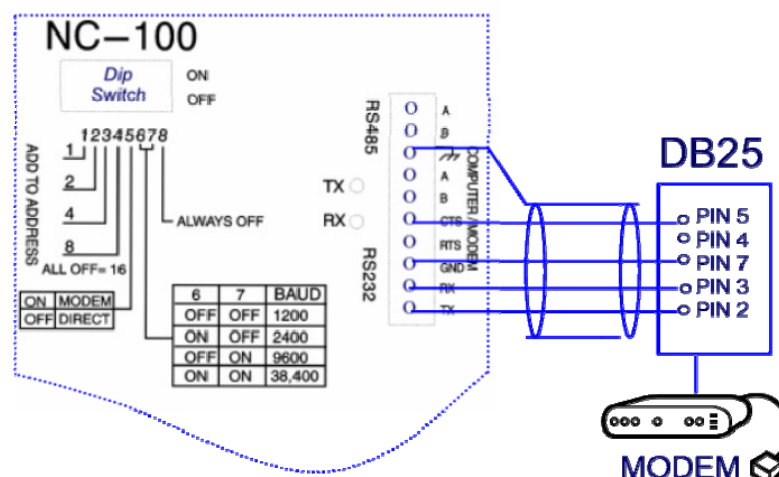 NC-100
Dip
Switch
ON
OFF
12345678
1
2
4
8
ADD TO ADDRESS
ALL OFF= 16
ALWAYS OFF
ON MODEM
OFF DIRECT
6 7 BAUD
OFF OFF 1200
ON OFF 2400
OFF ON 9600
ON ON 38,400
TX
RX
RS485
RS232
A
B
A
B
CTS
RTS
GND
RX
TX
COMPUTER/MODEM
DB25
PIN 5
PIN 4
PIN 7
PIN 3
PIN 2
MODEM